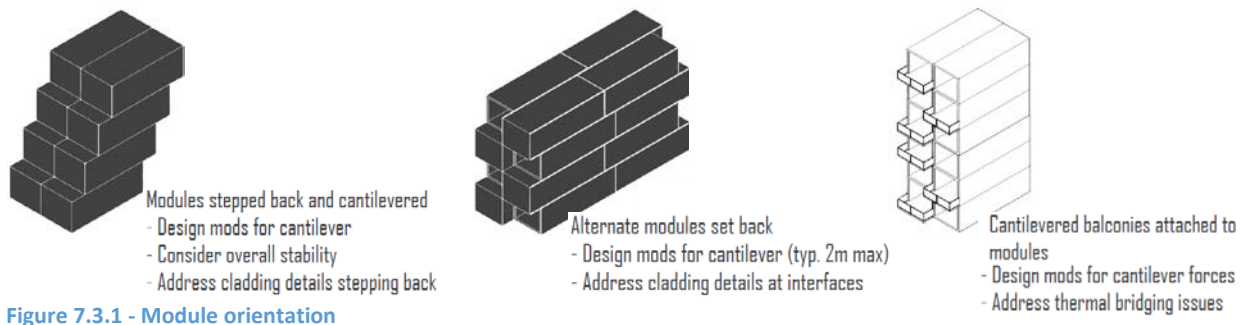 Modules stepped back and cantilevered
- Design mods for cantilever
- Consider overall stability
- Address cladding details stepping back
Alternate modules set back
- Design mods for cantilever (typ. 2m max)
- Address cladding details at interfaces
Cantilevered balconies attached to
modules
- Design mods for cantilever forces
- Address thermal bridging issues
Figure 7.3.1 - Module orientation